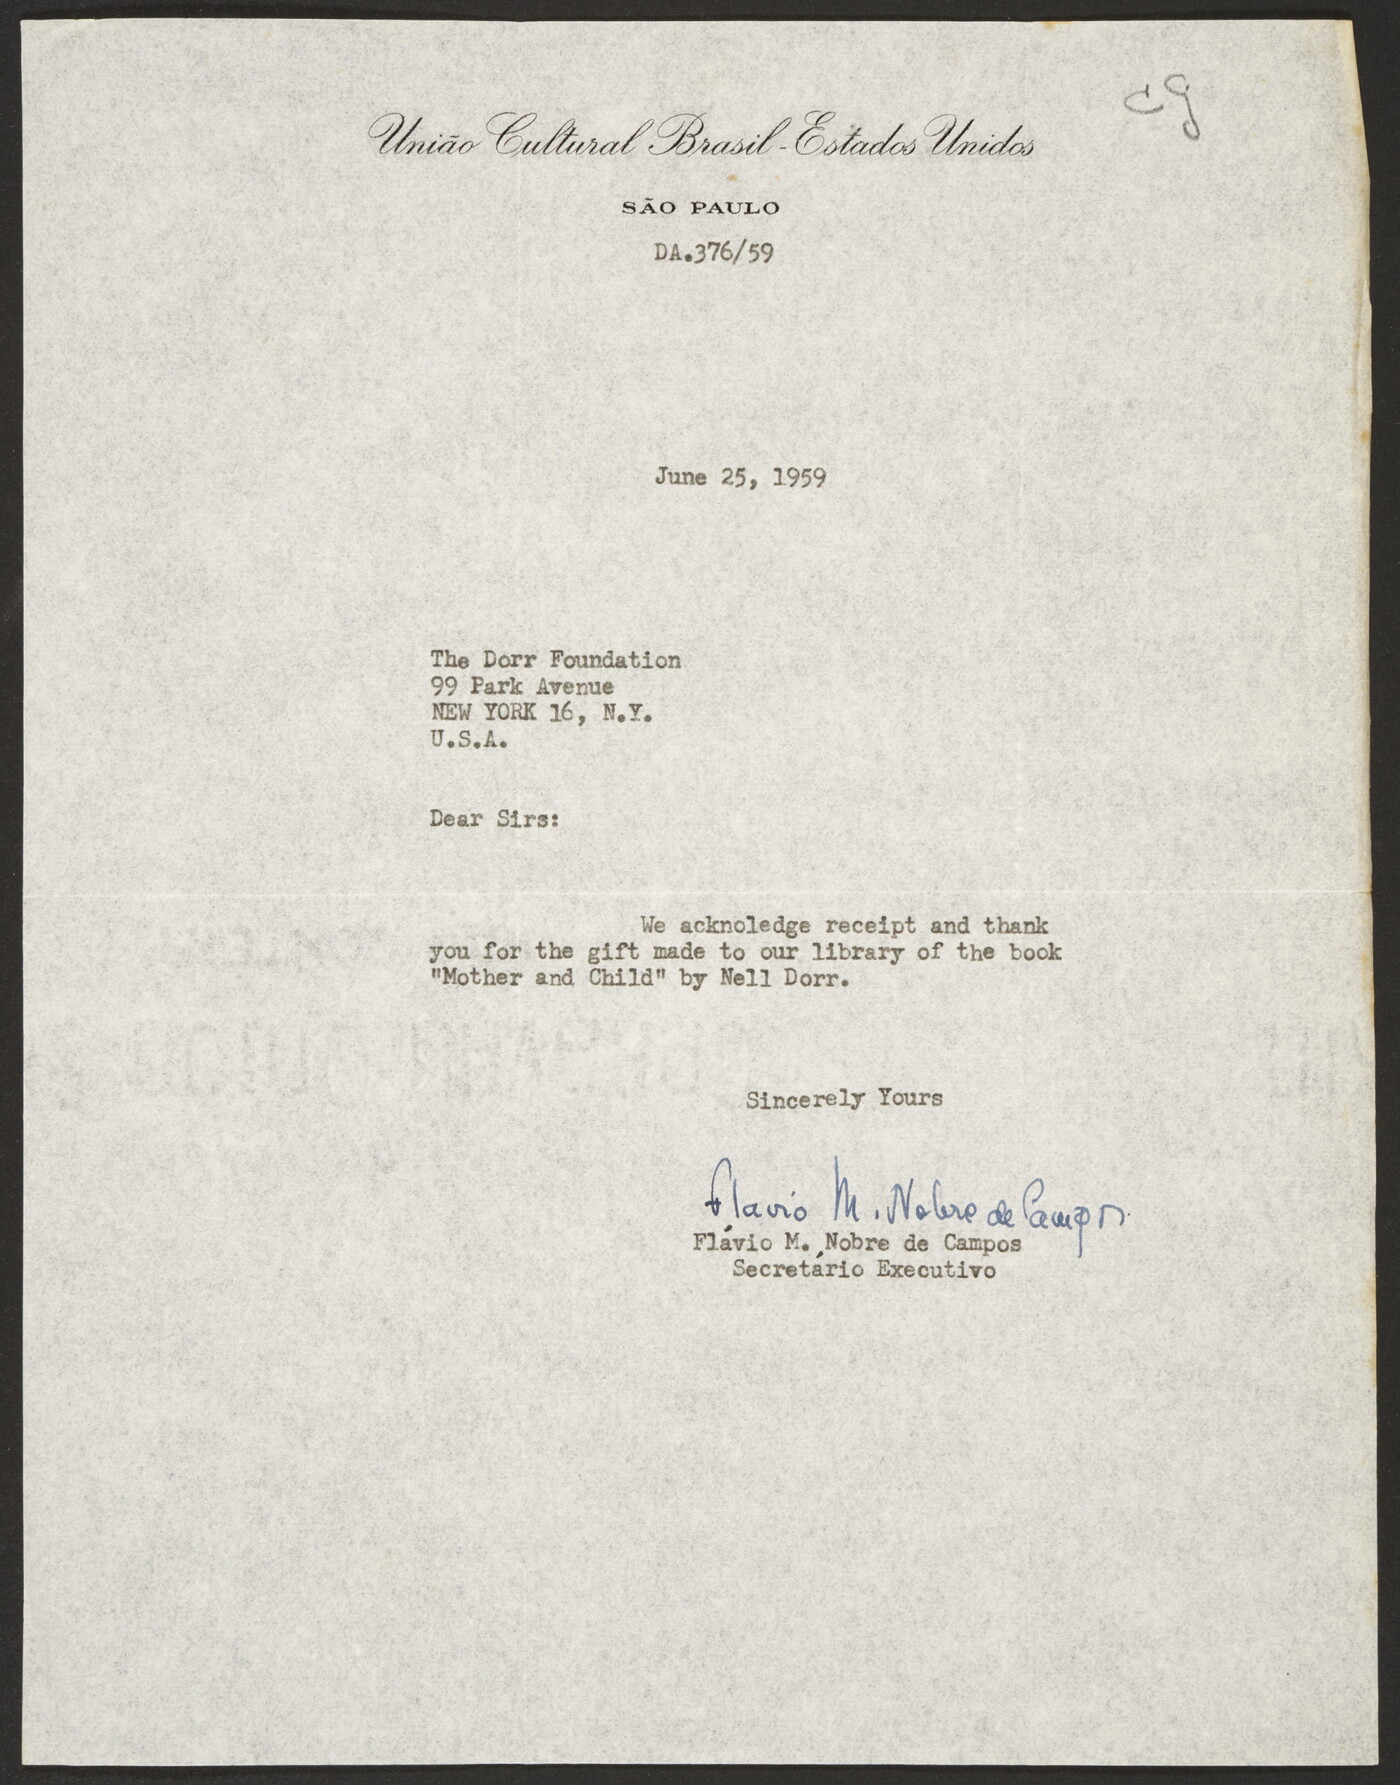 CG
União Cultural Brasil-Estados Unidos
SÃO PAULO
DA.376/59
June 25, 1959
The Dorr Foundation
99 Park Avenue
NEW YORK 16, N.Y.
U.S.A.
Dear Sirs:
We acknoledge receipt and thank
you for the gift made to our library of the book
"Mother and Child" by Nell Dorr.
Sincerely Yours
Flavio M. Nobre de Campos
Flávio M. Nobre de Campos
Secretário Executivo